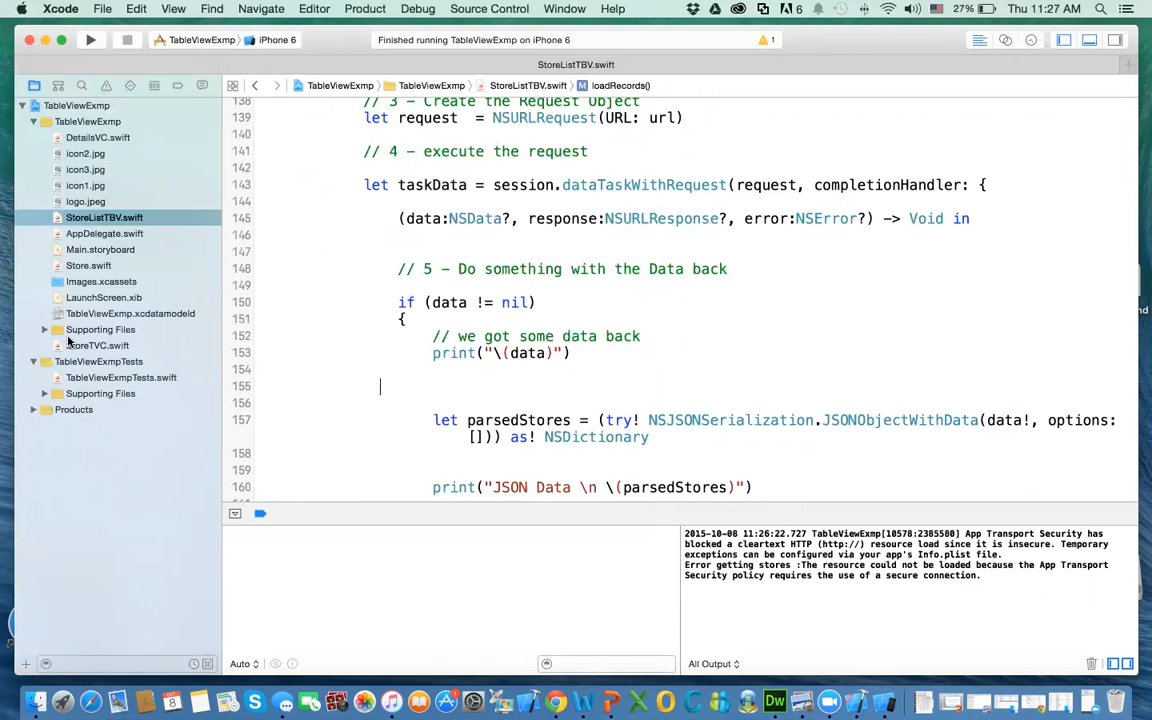 Xcode File Edit View Find Navigate Editor Product Debug Source Control Window Help 6 27% Thu 11:27 AM
TableViewExmp iPhone 6 Finished running TableViewExmp on iPhone 6 1
StoreListTBV.swift
TableViewExmp TableViewExmp StoreListTBV.swift M loadRecords()
TableViewExmp
TableViewExmp
DetailsVC.swift
icon2.jpg
icon3.jpg
icon1.jpg
logo.jpeg
StoreListTBV.swift
AppDelegate.swift
Main.storyboard
Store.swift
Images.xcassets
LaunchScreen.xib
TableViewExmp.xcdatamodeld
Supporting Files
oreTVC.swift
TableViewExmpTests
TableViewExmpTests.swift
Supporting Files
Products
138 // 3 - Create the Request Object
139 let request = NSURLRequest(URL: url)
140
141 // 4 - execute the request
142
143 let taskData = session.dataTaskWithRequest(request, completionHandler: {
144
145 (data:NSData?, response:NSURLResponse?, error:NSError?) -> Void in
146
147
148 // 5 - Do something with the Data back
149
150 if (data != nil)
151 {
152 // we got some data back
153 print("\(data)")
154
155
156
157 let parsedStores = (try! NSJSONSerialization.JSONObjectWithData(data!, options:
[])) as! NSDictionary
158
159
160 print("JSON Data \n \(parsedStores)")
2015-10-08 11:26:22.727 TableViewExmp[10578:2385580] App Transport Security has
blocked a cleartext HTTP (http://) resource load since it is insecure. Temporary
exceptions can be configured via your app's Info.plist file.
Error getting stores :The resource could not be loaded because the App Transport
Security policy requires the use of a secure connection.
Auto All Output
nd
8 Dw